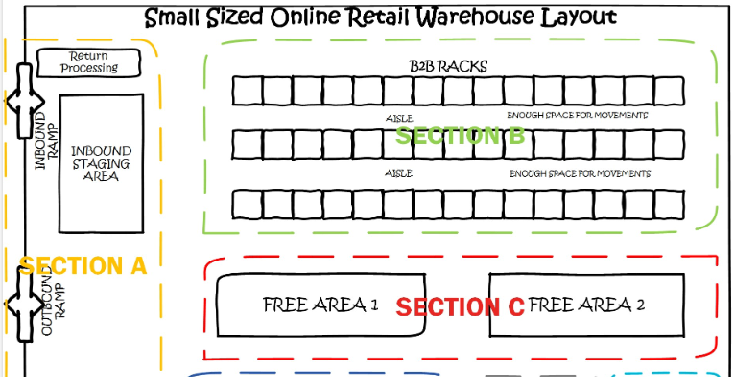 Small Sized Online Retail Warehouse Layout
Return
Processing
INBOUND
RAMP
INBOUND
STAGING
AREA
SECTION A
OUTBOUND
RAMP
B2B RACKS
AISLE
ENOUGH SPACE FOR MOVEMENTS
SECTION B
AISLE
ENOUGH SPACE FOR MOVEMENTS
FREE AREA 1
SECTION C
FREE AREA 2